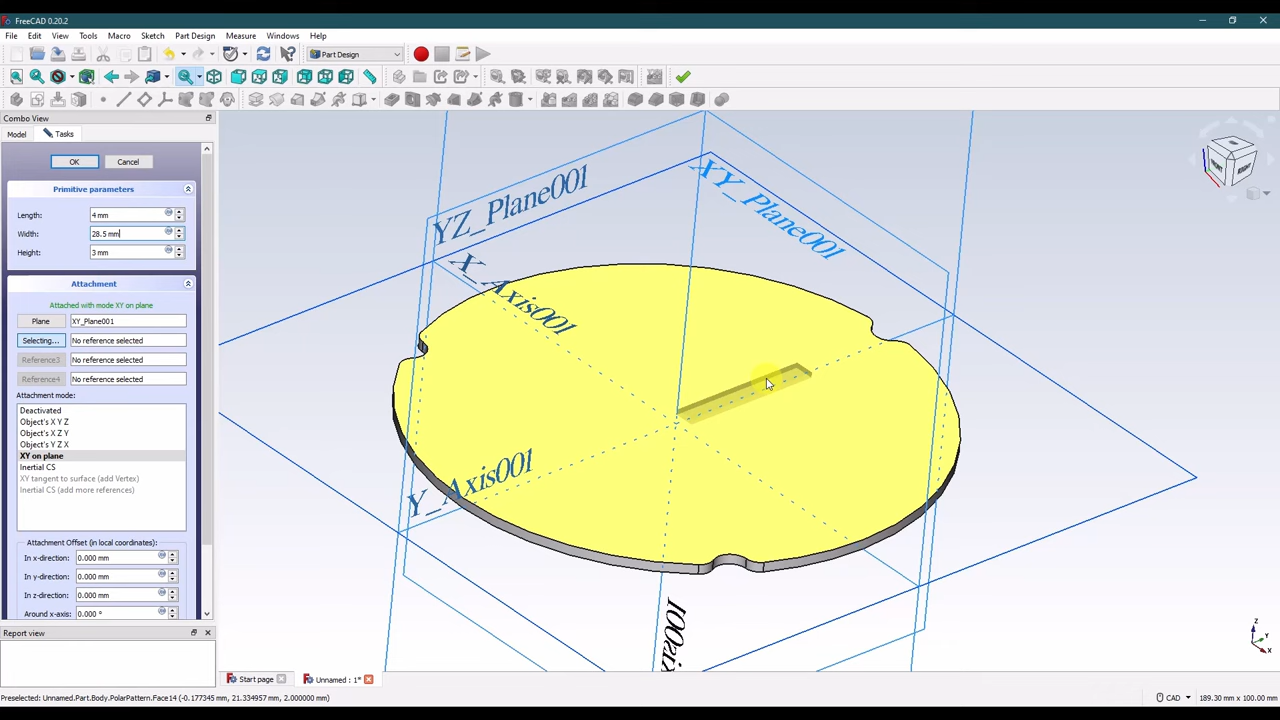 FreeCAD 0.20.2
File Edit View Tools Macro Sketch Part Design Measure Windows Help
Part Design
Combo View
Model Tasks
OK Cancel
Primitive parameters
Length: 4 mm
Width: 28.5 mm
Height: 3 mm
Attachment
Attached with mode XY on plane
Plane XY_Plane001
Selecting... No reference selected
Reference3 No reference selected
Reference4 No reference selected
Attachment mode:
Deactivated
Object's X Y Z
Object's X Z Y
Object's Y Z X
XY on plane
Inertial CS
XY tangent to surface (add Vertex)
Inertial CS (add more references)
Attachment Offset (in local coordinates):
In x-direction: 0.000 mm
In y-direction: 0.000 mm
In z-direction: 0.000 mm
Around x-axis: 0.000 °
Report view
YZ_Plane001
XY_Plane001
X_Axis001
Y_Axis001
Start page
Unnamed : 1*
Preselected: Unnamed.Part.Body.PolarPattern.Face14 (-0.177345 mm, 21.334957 mm, 2.000000 mm)
CAD
189.30 mm x 100.00 mm
Z
Y
X